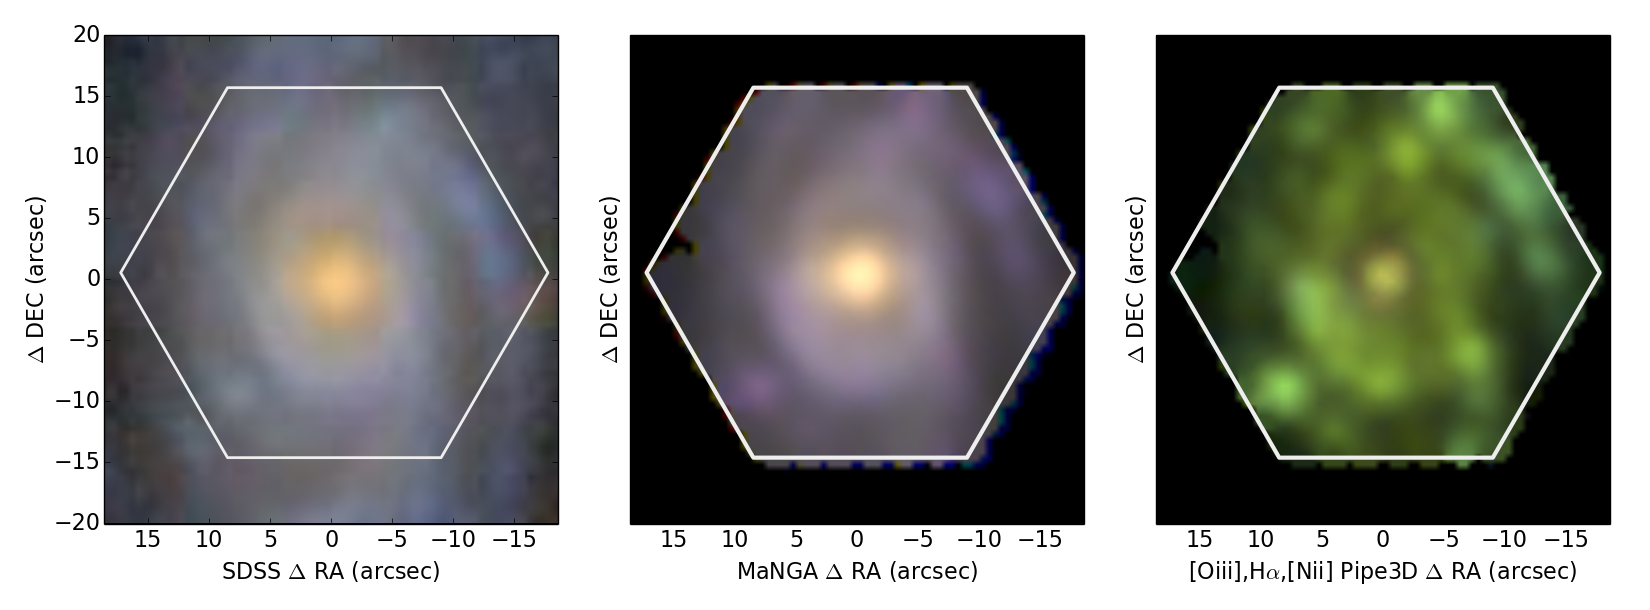 20
15
10
5
0
−5
−10
−15
−20
Δ DEC (arcsec)
15 10 5 0 −5 −10 −15
SDSS Δ RA (arcsec)
Δ DEC (arcsec)
15 10 5 0 −5 −10 −15
MaNGA Δ RA (arcsec)
Δ DEC (arcsec)
15 10 5 0 −5 −10 −15
[Oiii],Hα,[Nii] Pipe3D Δ RA (arcsec)